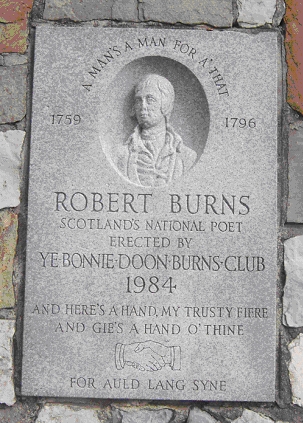 A MAN'S A MAN FOR A' THAT
1759 1796
ROBERT BURNS
SCOTLAND'S NATIONAL POET
ERECTED BY
YE·BONNIE·DOON·BURNS·CLUB
1984
AND HERE'S A HAND, MY TRUSTY FIERE
AND GIE'S A HAND O' THINE
FOR AULD LANG SYNE